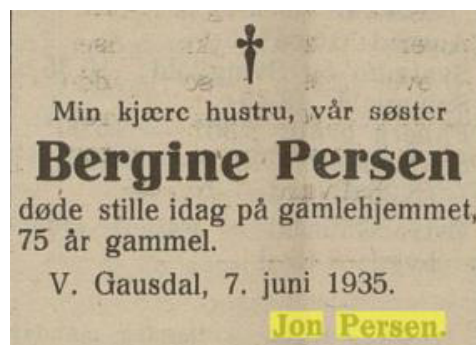 Min kjære hustru, vår søster
Bergine Persen
døde stille idag på gamlehjemmet,
75 år gammel.
V. Gausdal, 7. juni 1935.
Jon Persen.